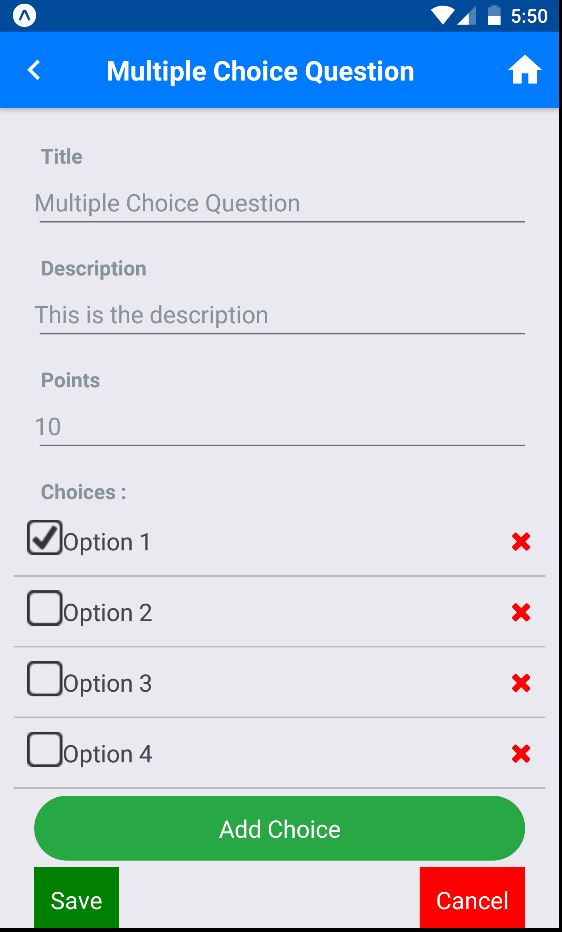 5:50
Multiple Choice Question
Title
Multiple Choice Question
Description
This is the description
Points
10
Choices :
Option 1
Option 2
Option 3
Option 4
Add Choice
Save Cancel